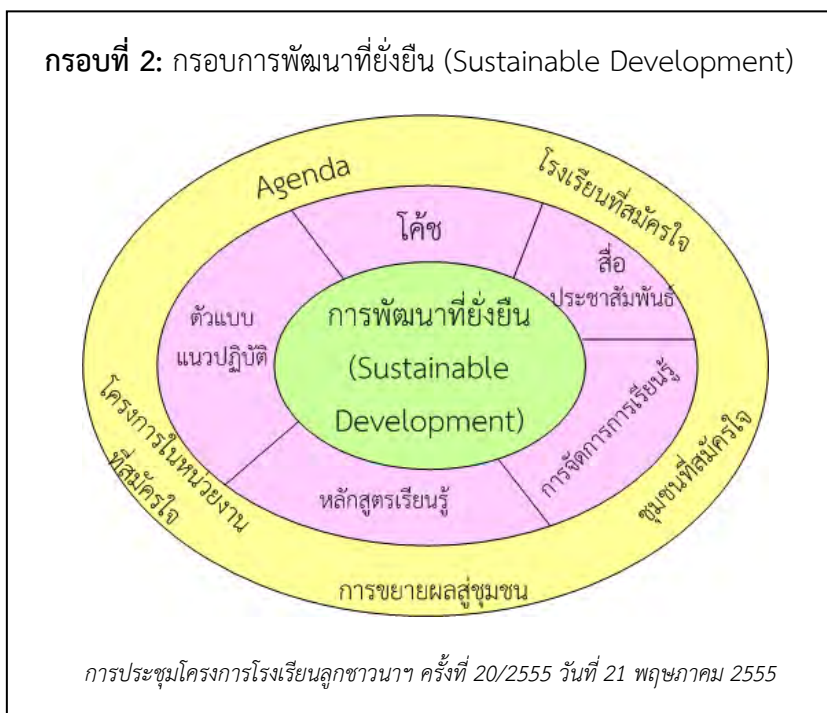 กรอบที่ 2: กรอบการพัฒนาที่ยั่งยืน (Sustainable Development)
Agenda
โรงเรียนที่สมัครใจ
โค้ช
สื่อ
ประชาสัมพันธ์
ตัวแบบ
แนวปฏิบัติ
การพัฒนาที่ยั่งยืน
(Sustainable
Development)
การจัดการการเรียนรู้
หลักสูตรเรียนรู้
โครงการในหน่วยงาน
ที่สมัครใจ
ชุมชนที่สมัครใจ
การขยายผลสู่ชุมชน
การประชุมโครงการโรงเรียนลูกชาวนาฯ ครั้งที่ 20/2555 วันที่ 21 พฤษภาคม 2555